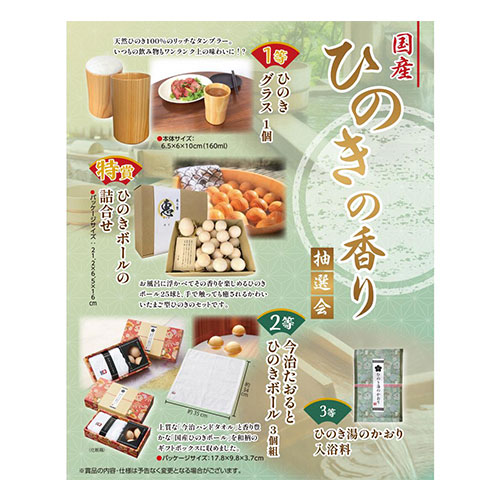 国産
ひのきの香り
抽選会
天然ひのき100%のリッチなタンブラー。
いつもの飲み物もワンランク上の味わいに!?
1等
ひのき
グラス1個
●本体サイズ:
6.5×6×10cm(160ml)
特賞
ひのきボールの
詰合せ
●パッケージサイズ:21.2×6.5×16cm
恵
お風呂に浮かべてその香りを楽しめるひのき
ボール25球と、手で触っても癒されるかわい
いたまご型ひのきのセットです。
2等
今治たおると
ひのきボール3個組
約34cm
約35cm
上質な「今治ハンドタオル」と香り豊
かな「国産ひのきボール」を和柄の
ギフトボックスに収めました。
●パッケージサイズ:17.8×9.8×3.7cm
(化粧箱)
3等
ひのき湯のかおり
入浴料
※賞品の内容・仕様は予告なく変更となる場合がございます。